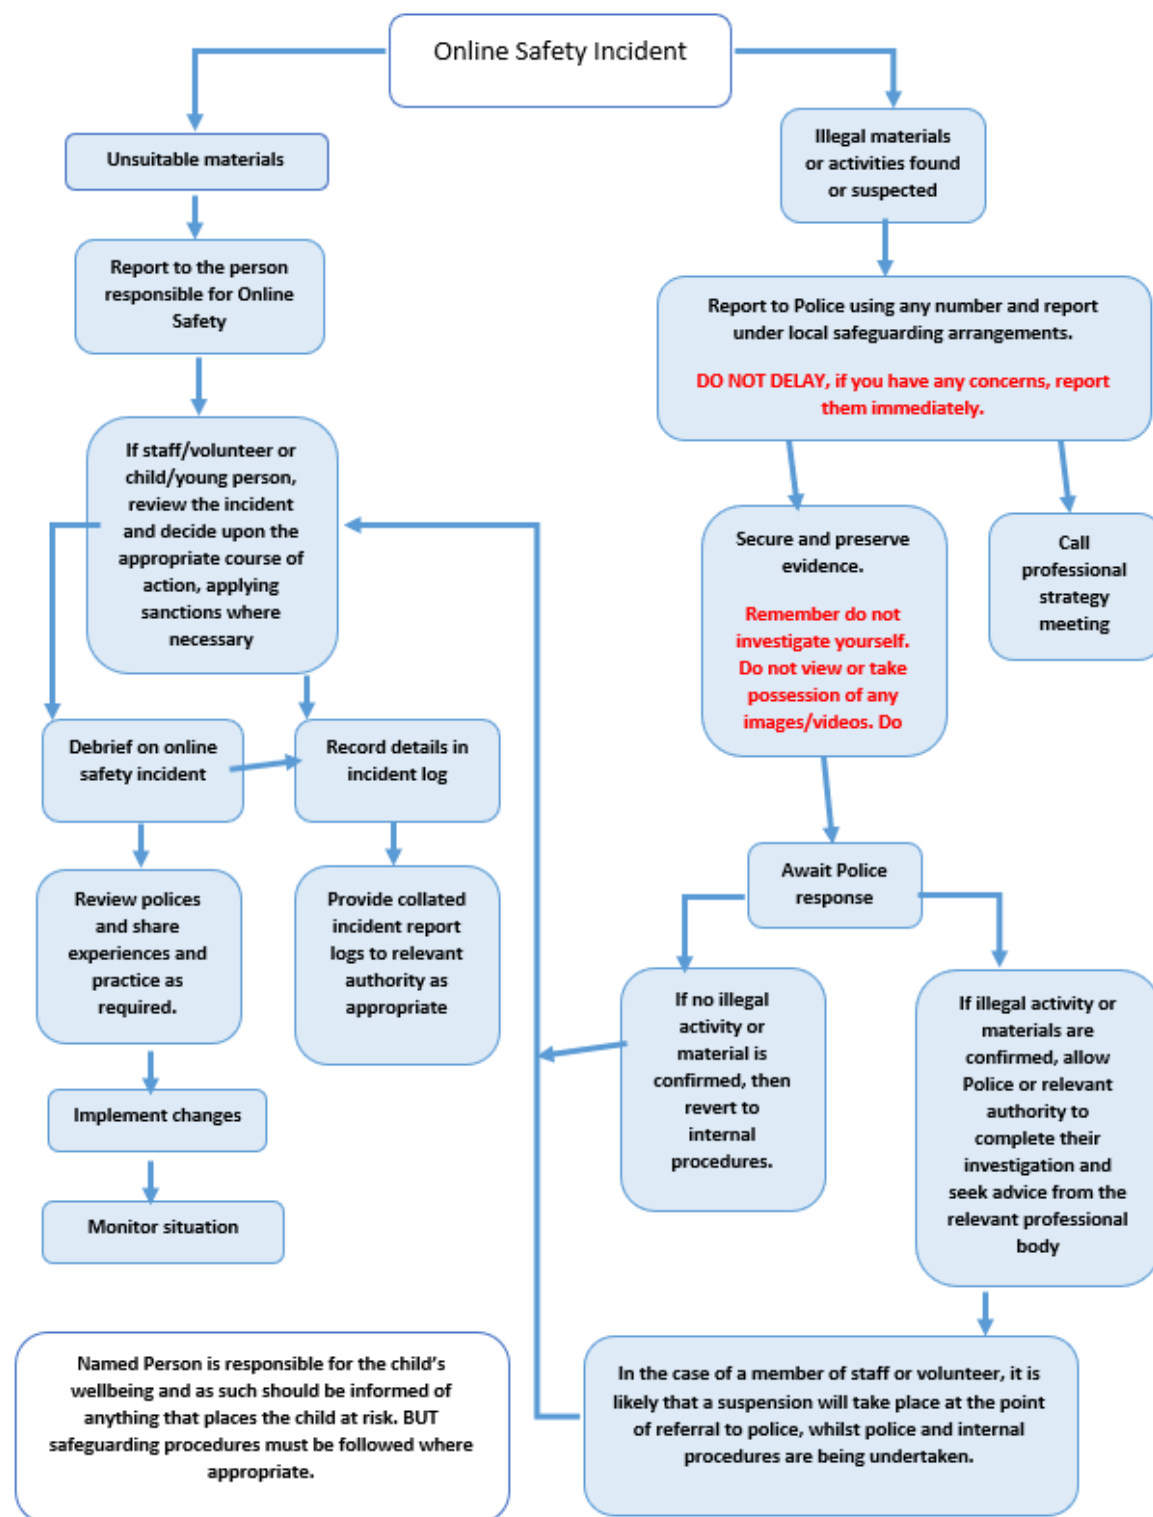 Online Safety Incident
Unsuitable materials
Report to the person
responsible for Online
Safety
If staff/volunteer or
child/young person,
review the incident
and decide upon the
appropriate course of
action, applying
sanctions where
necessary
Debrief on online
safety incident
Record details in
incident log
Review polices
and share
experiences and
practice as
required.
Provide collated
incident report
logs to relevant
authority as
appropriate
Implement changes
Monitor situation
Illegal materials
or activities found
or suspected
Report to Police using any number and report
under local safeguarding arrangements.
DO NOT DELAY, if you have any concerns, report
them immediately.
Secure and preserve
evidence.
Remember do not
investigate yourself.
Do not view or take
possession of any
images/videos. Do
Call
professional
strategy
meeting
Await Police
response
If no illegal
activity or
material is
confirmed, then
revert to
internal
procedures.
If illegal activity or
materials are
confirmed, allow
Police or relevant
authority to
complete their
investigation and
seek advice from the
relevant professional
body
In the case of a member of staff or volunteer, it is
likely that a suspension will take place at the point
of referral to police, whilst police and internal
procedures are being undertaken.
Named Person is responsible for the child's
wellbeing and as such should be informed of
anything that places the child at risk. BUT
safeguarding procedures must be followed where
appropriate.